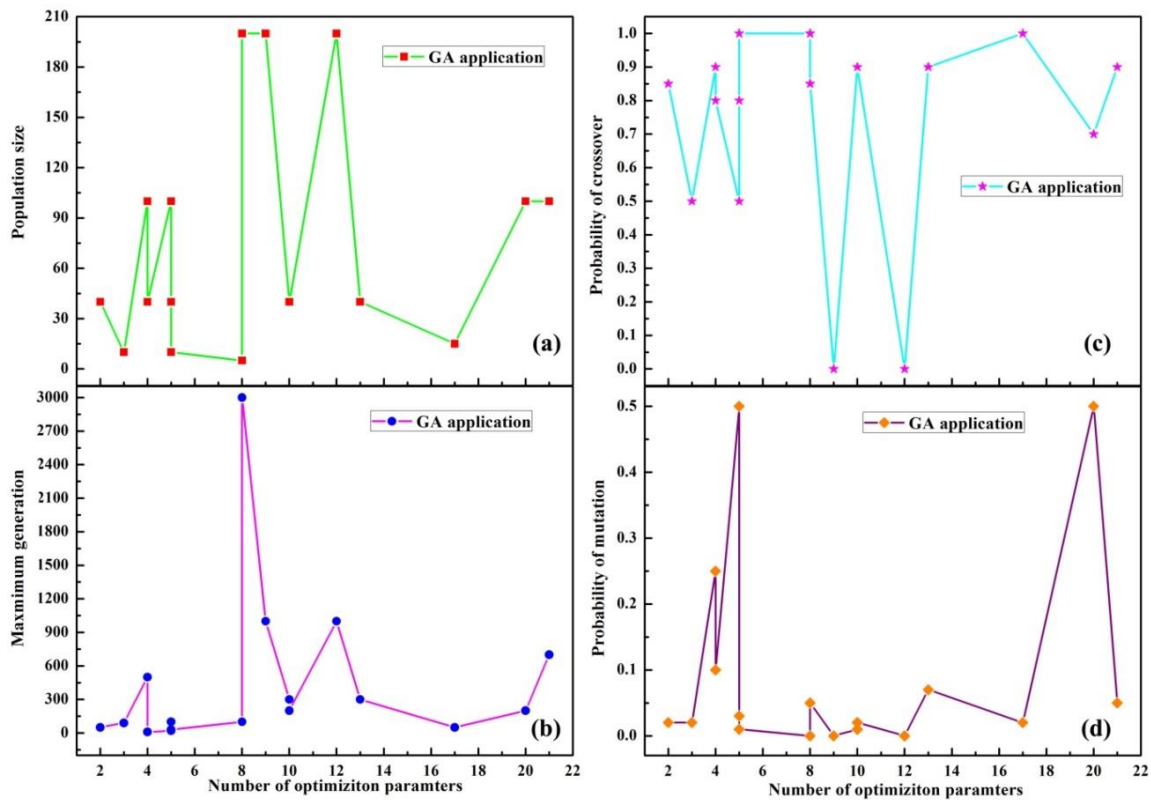 210
180
150
120
90
60
30
0
Population size
GA application
(a)
3000
2700
2400
2100
1800
1500
1200
900
600
300
0
Maxmimum generation
GA application
(b)
2 4 6 8 10 12 14 16 18 20 22
Number of optimiziton paramters
1.0
0.9
0.8
0.7
0.6
0.5
0.4
0.3
0.2
0.1
0.0
Probability of crossover
GA application
(c)
0.5
0.4
0.3
0.2
0.1
0.0
Probability of mutation
GA application
(d)
2 4 6 8 10 12 14 16 18 20 22
Number of optimiziton paramters